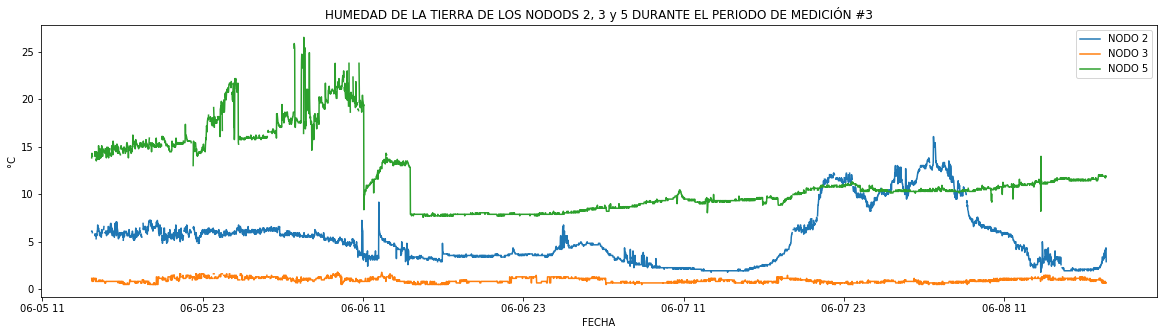 HUMEDAD DE LA TIERRA DE LOS NODODS 2, 3 y 5 DURANTE EL PERIODO DE MEDICIÓN #3
NODO 2
NODO 3
NODO 5
25
20
15
10
5
0
°C
06-05 11 06-05 23 06-06 11 06-06 23 06-07 11 06-07 23 06-08 11
FECHA